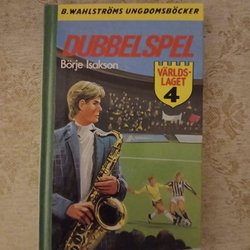 B. WAHLSTRÖMS UNGDOMSBÖCKER
DUBBELSPEL
Börje Isakson
VÄRLDS-
LAGET
4